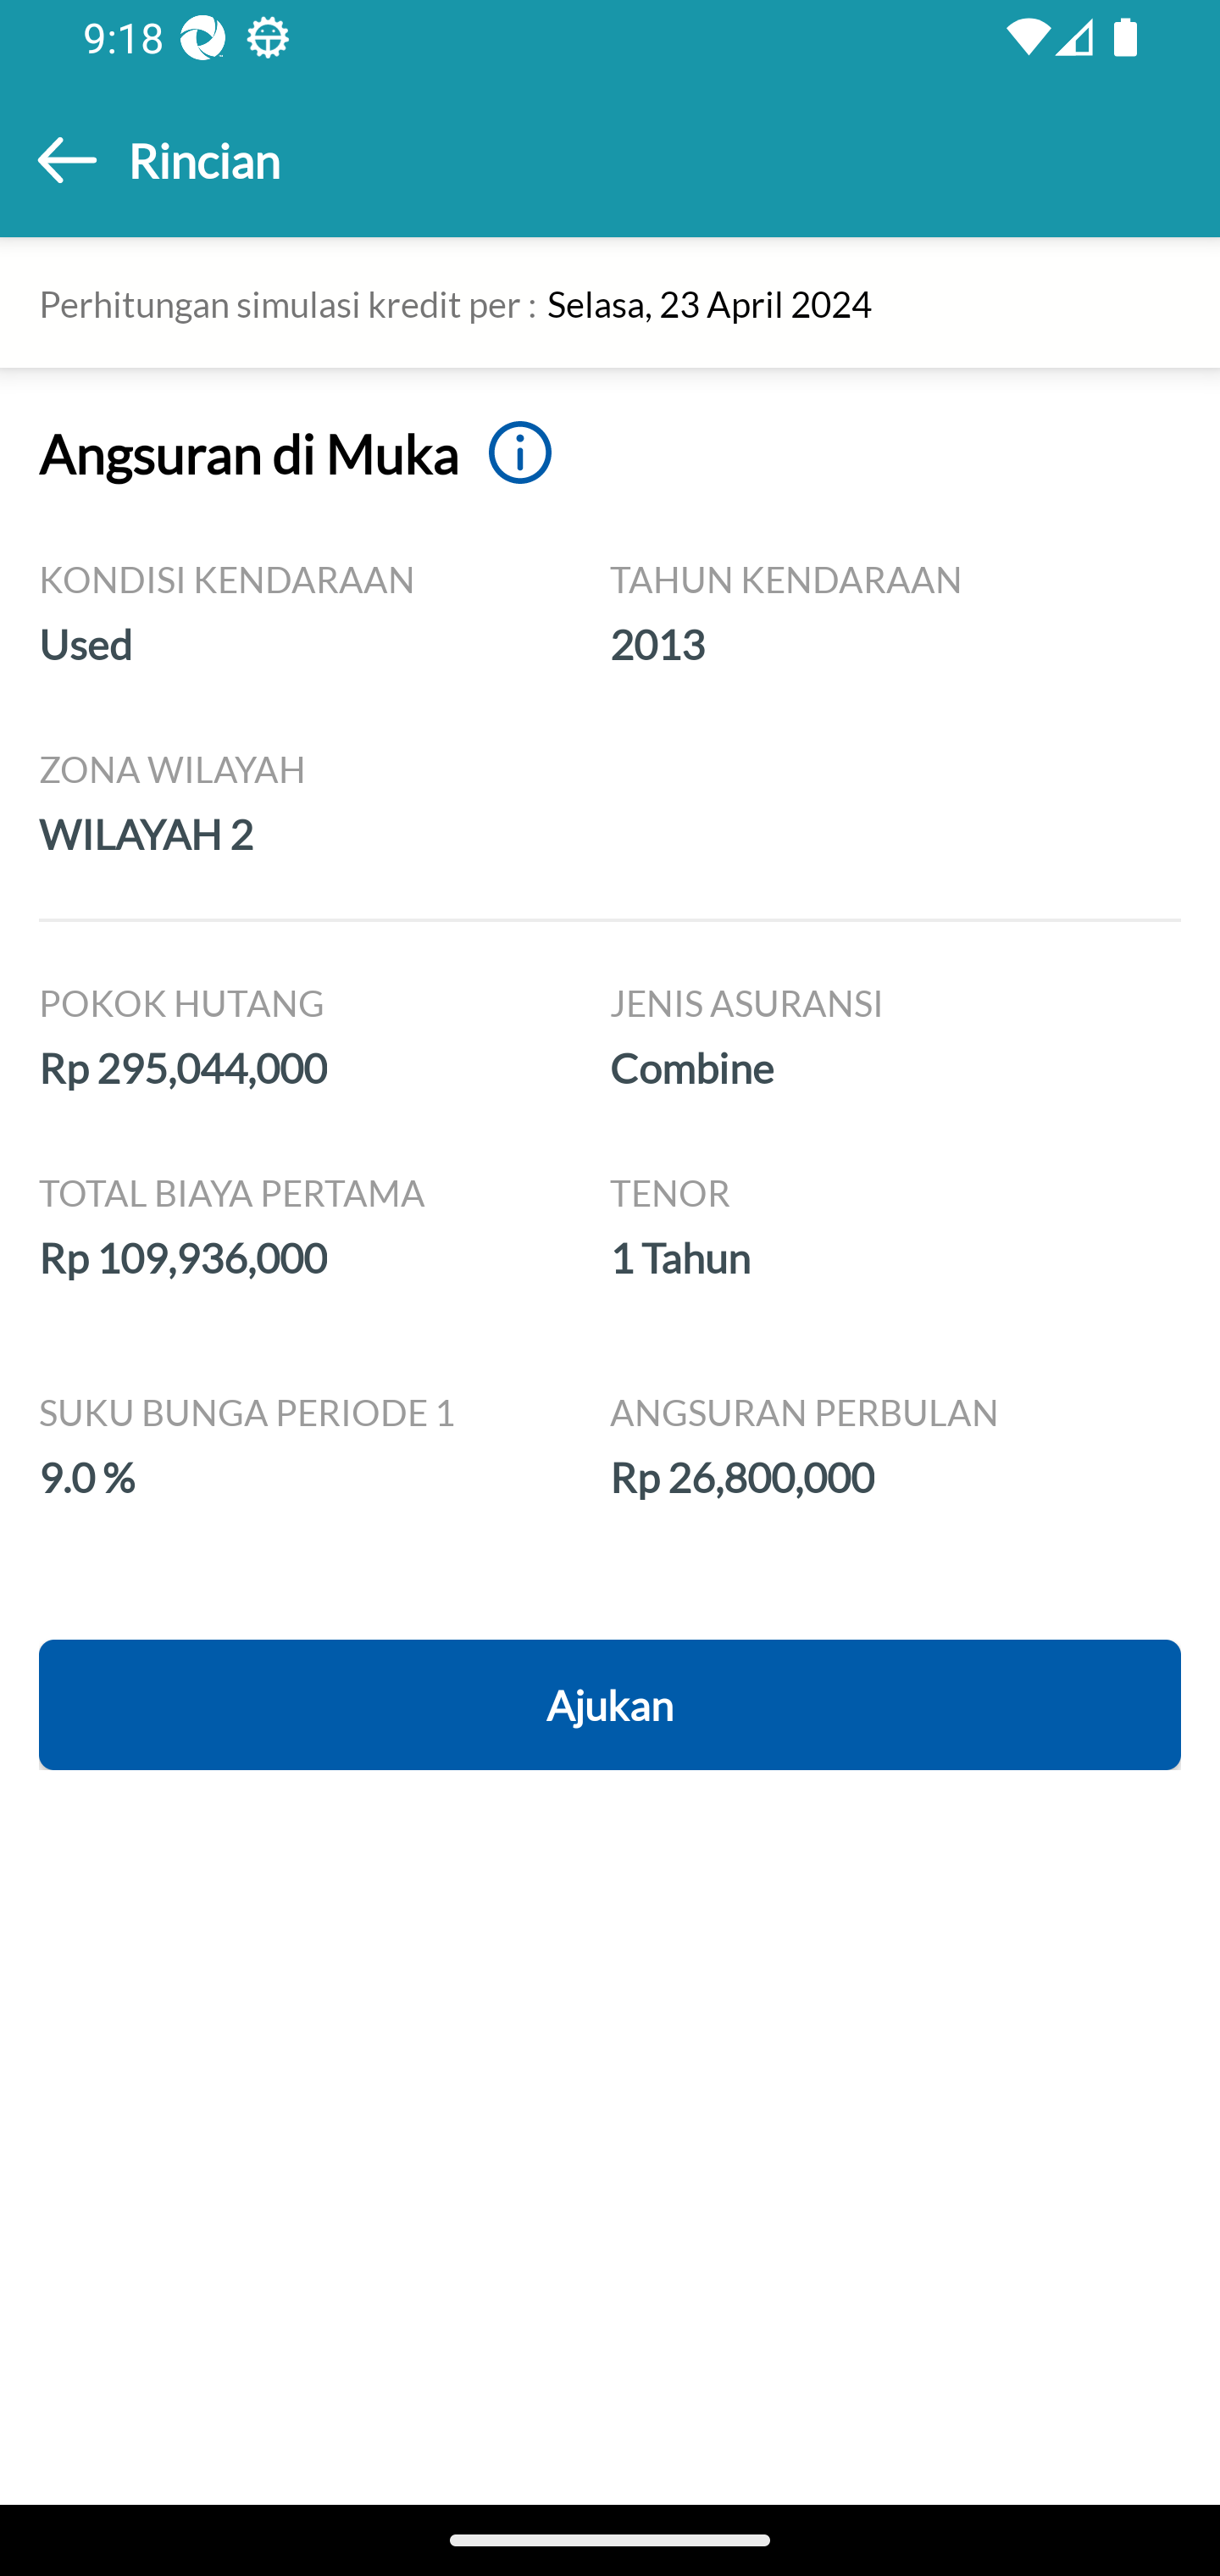 9:18
Rincian
Perhitungan simulasi kredit per : Selasa, 23 April 2024
Angsuran di Muka
KONDISI KENDARAAN
Used
TAHUN KENDARAAN
2013
ZONA WILAYAH
WILAYAH 2
POKOK HUTANG
Rp 295,044,000
JENIS ASURANSI
Combine
TOTAL BIAYA PERTAMA
Rp 109,936,000
TENOR
1 Tahun
SUKU BUNGA PERIODE 1
9.0 %
ANGSURAN PERBULAN
Rp 26,800,000
Ajukan